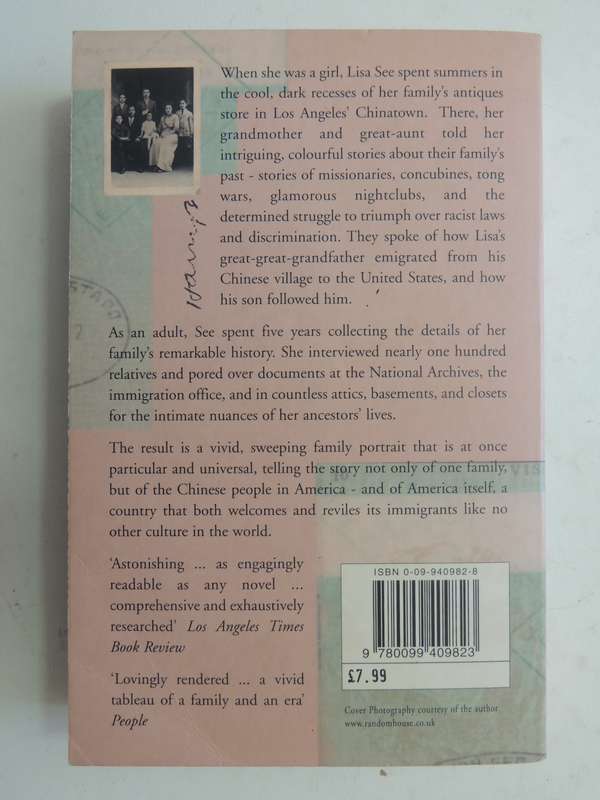 When she was a girl, Lisa See spent summers in
the cool, dark recesses of her family's antiques
store in Los Angeles' Chinatown. There, her
grandmother and great-aunt told her
intriguing, colourful stories about their family's
past - stories of missionaries, concubines, tong
wars, glamorous nightclubs, and the
determined struggle to triumph over racist laws
and discrimination. They spoke of how Lisa's
great-great-grandfather emigrated from his
Chinese village to the United States, and how
his son followed him.
As an adult, See spent five years collecting the details of her
family's remarkable history. She interviewed nearly one hundred
relatives and pored over documents at the National Archives, the
immigration office, and in countless attics, basements, and closets
for the intimate nuances of her ancestors' lives.
The result is a vivid, sweeping family portrait that is at once
particular and universal, telling the story not only of one family,
but of the Chinese people in America - and of America itself, a
country that both welcomes and reviles its immigrants like no
other culture in the world.
'Astonishing ... as engagingly
readable as any novel ...
comprehensive and exhaustively
researched' Los Angeles Times
Book Review
'Lovingly rendered ... a vivid
tableau of a family and an era'
People
ISBN 0-09-940982-8
9 780099 409823
£7.99
Cover Photography courtesy of the author
www.randomhouse.co.uk